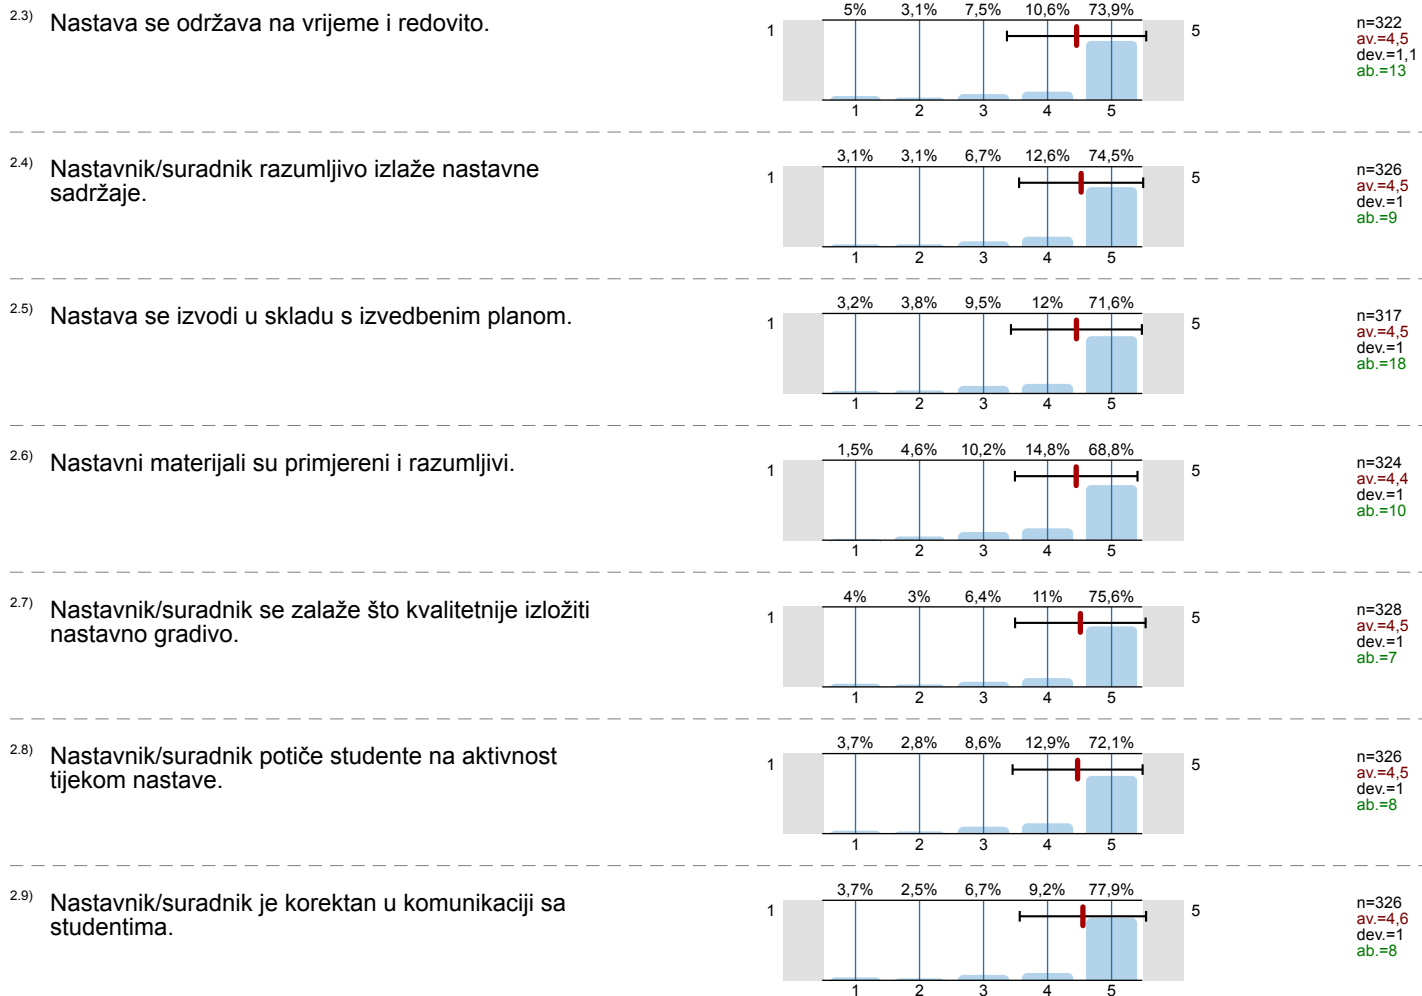 2.3) Nastava se održava na vrijeme i redovito.
5% 3,1% 7,5% 10,6% 73,9%
1 5
1 2 3 4 5
n=322
av.=4,5
dev.=1,1
ab.=13
2.4) Nastavnik/suradnik razumljivo izlaže nastavne
sadržaje.
3,1% 3,1% 6,7% 12,6% 74,5%
1 5
1 2 3 4 5
n=326
av.=4,5
dev.=1
ab.=9
2.5) Nastava se izvodi u skladu s izvedbenim planom.
3,2% 3,8% 9,5% 12% 71,6%
1 5
1 2 3 4 5
n=317
av.=4,5
dev.=1
ab.=18
2.6) Nastavni materijali su primjereni i razumljivi.
1,5% 4,6% 10,2% 14,8% 68,8%
1 5
1 2 3 4 5
n=324
av.=4,4
dev.=1
ab.=10
2.7) Nastavnik/suradnik se zalaže što kvalitetnije izložiti
nastavno gradivo.
4% 3% 6,4% 11% 75,6%
1 5
1 2 3 4 5
n=328
av.=4,5
dev.=1
ab.=7
2.8) Nastavnik/suradnik potiče studente na aktivnost
tijekom nastave.
3,7% 2,8% 8,6% 12,9% 72,1%
1 5
1 2 3 4 5
n=326
av.=4,5
dev.=1
ab.=8
2.9) Nastavnik/suradnik je korektan u komunikaciji sa
studentima.
3,7% 2,5% 6,7% 9,2% 77,9%
1 5
1 2 3 4 5
n=326
av.=4,6
dev.=1
ab.=8